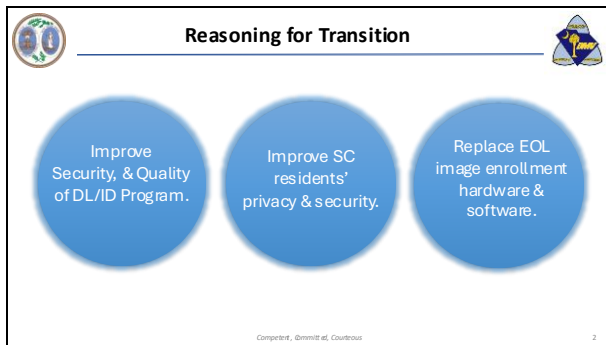 Reasoning for Transition
Improve
Security, & Quality
of DL/ID Program.
Improve SC
residents'
privacy & security.
Replace EOL
image enrollment
hardware &
software.
Competent, Committed, Courteous
2